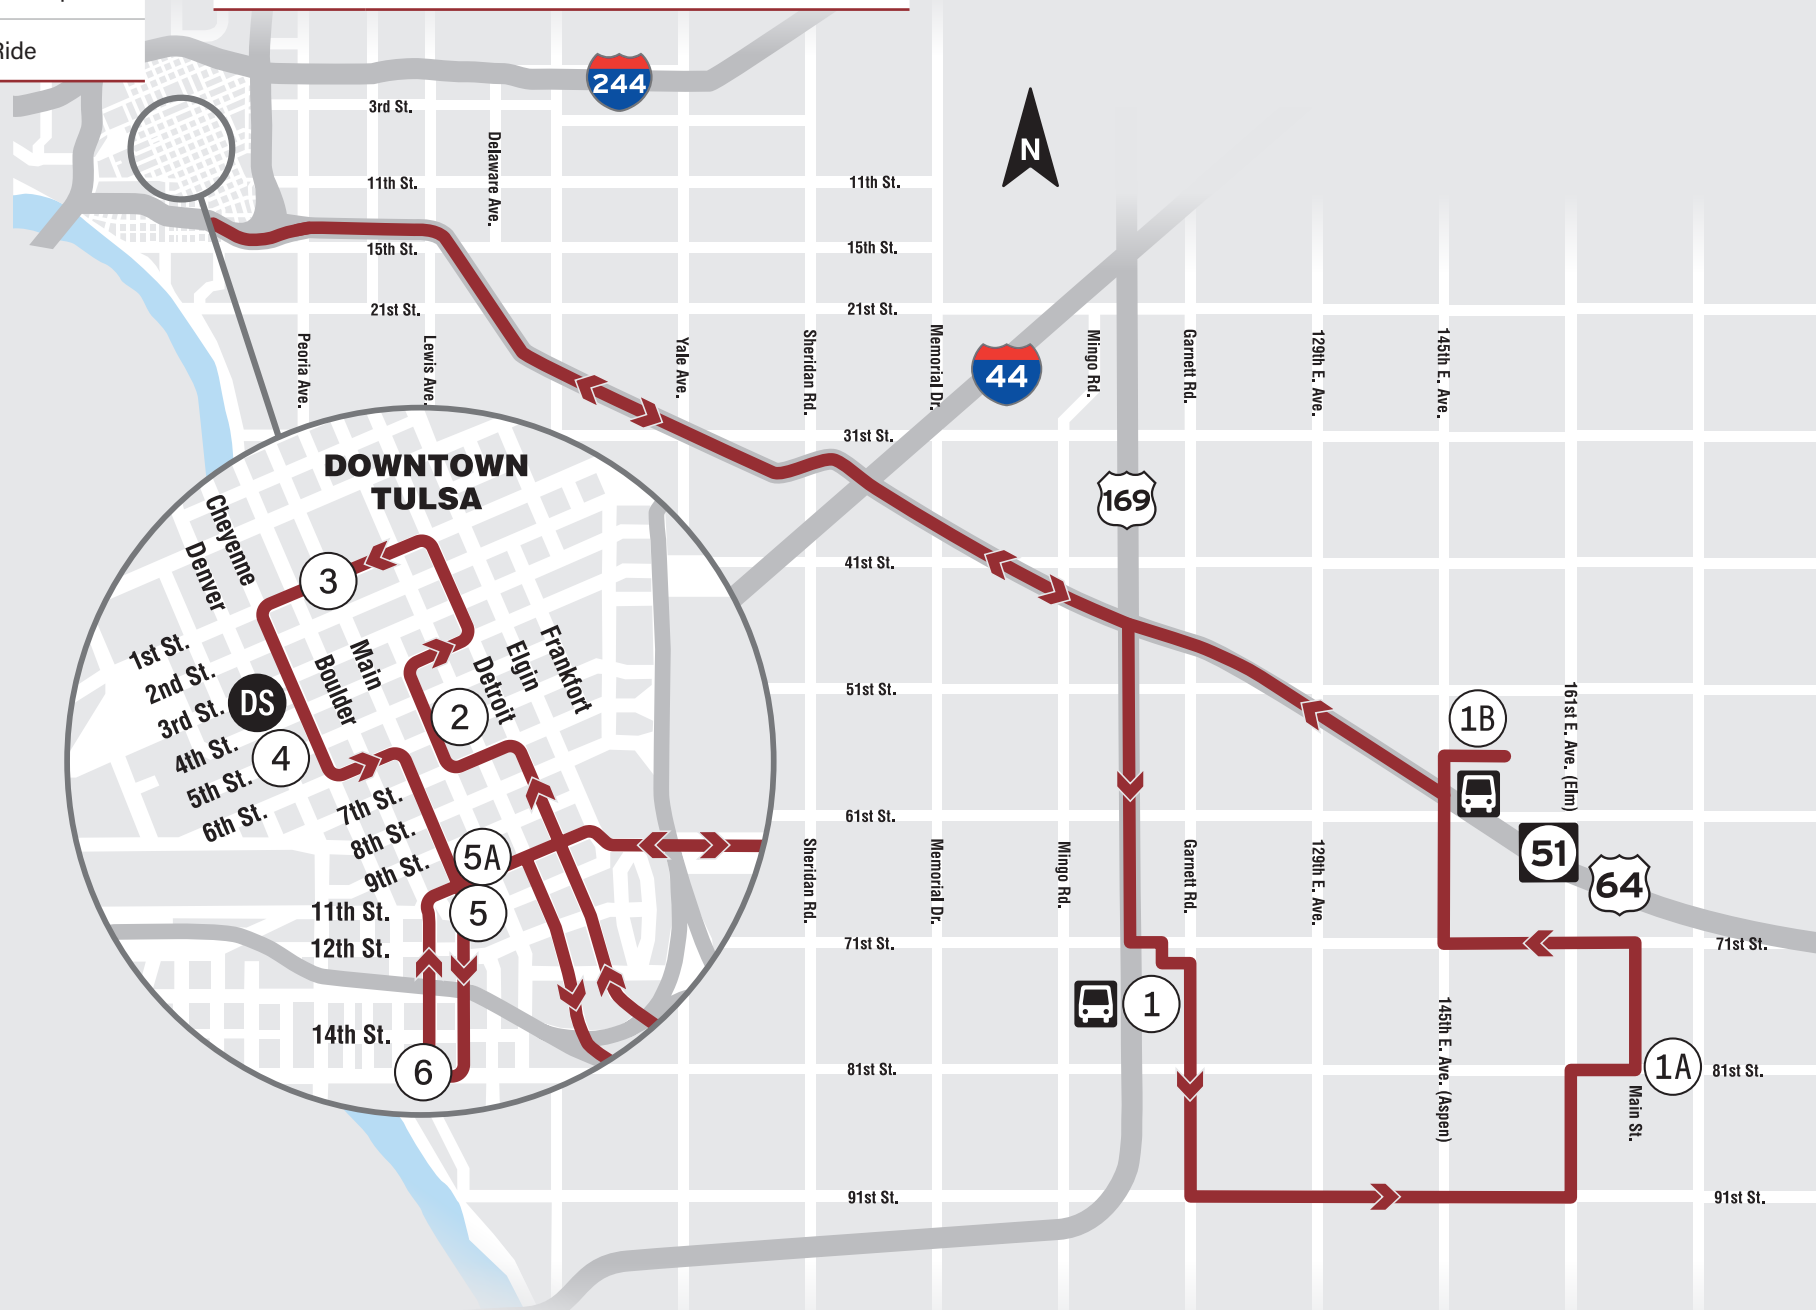 Ride
244
3rd St.
Delaware Ave.
N
11th St.
11th St.
15th St.
15th St.
21st St.
21st St.
Peoria Ave.
Lewis Ave.
Yale Ave.
Sheridan Rd.
Memorial Dr.
44
Mingo Rd.
Garnett Rd.
129th E. Ave.
145th E. Ave.
31st St.
DOWNTOWN
TULSA
169
Cheyenne
Denver
41st St.
3
1st St.
2nd St.
3rd St.
4th St.
5th St.
6th St.
DS
4
Boulder
Main
2
Detroit
Elgin
Frankfort
51st St.
1B
161st E. Ave. (Ellm)
7th St.
8th St.
9th St.
61st St.
51
64
5A
5
Sheridan Rd.
Memorial Dr.
Mingo Rd.
Garnett Rd.
129th E. Ave.
11th St.
12th St.
71st St.
71st St.
1
14th St.
145th E. Ave. (Aspen)
6
81st St.
1A
81st St.
Main St.
91st St.
91st St.